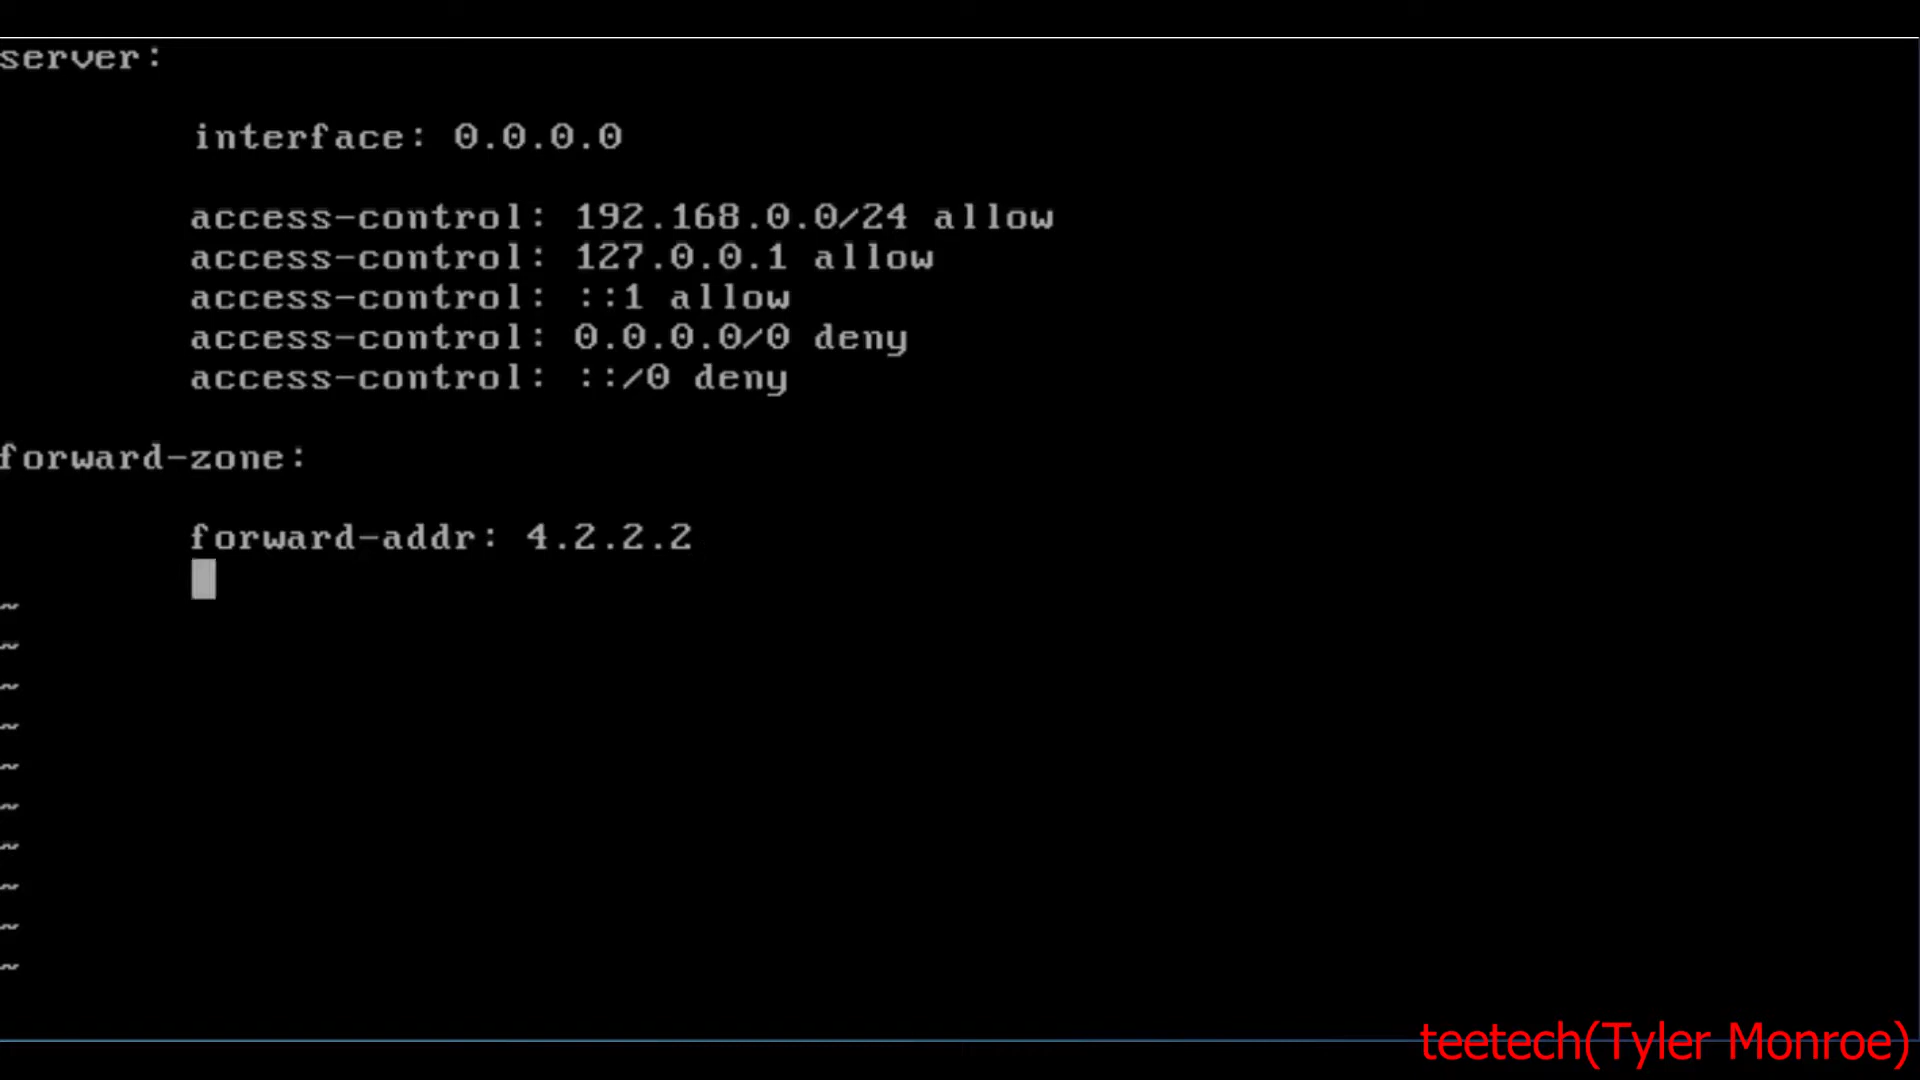 server:
interface: 0.0.0.0
access-control: 192.168.0.0/24 allow
access-control: 127.0.0.1 allow
access-control: ::1 allow
access-control: 0.0.0.0/0 deny
access-control: ::/0 deny
forward-zone:
forward-addr: 4.2.2.2
~
~
~
~
~
~
~
~
~
~
teetech(Tyler Monroe)